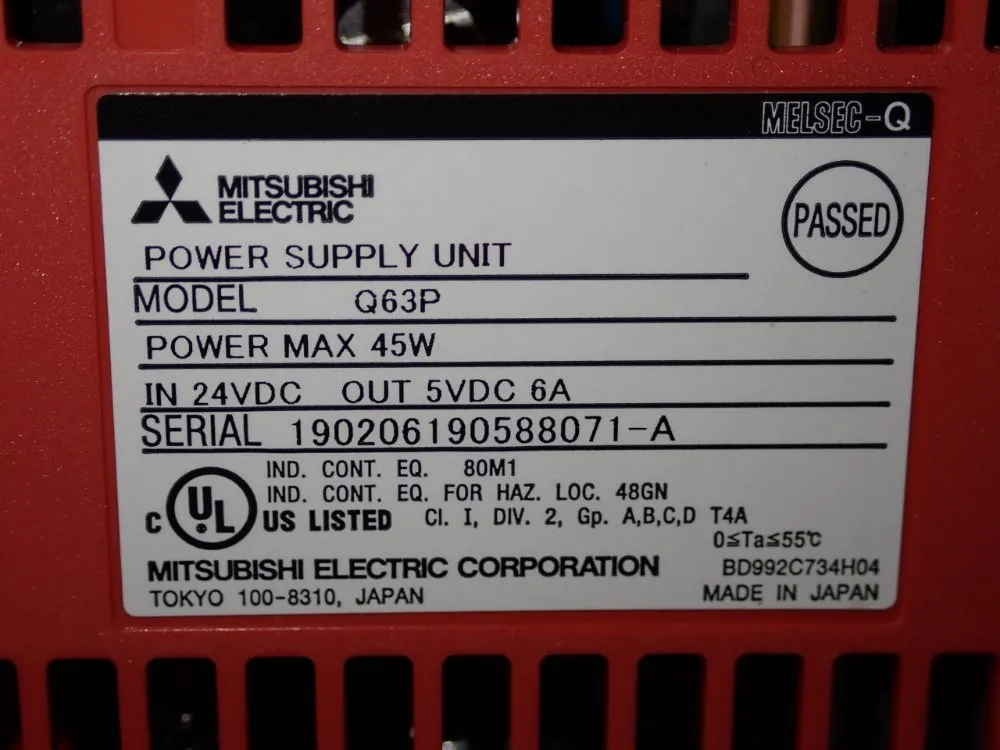 MELSEC-Q
MITSUBISHI
ELECTRIC
PASSED
POWER SUPPLY UNIT
MODEL Q63P
POWER MAX 45W
IN 24VDC OUT 5VDC 6A
SERIAL 190206190588071-A
IND. CONT. EQ. 80M1
IND. CONT. EQ. FOR HAZ. LOC. 48GN
C UL US LISTED Cl. I, DIV. 2, Gp. A,B,C,D T4A
0≤Ta≤55℃
MITSUBISHI ELECTRIC CORPORATION BD992C734H04
TOKYO 100-8310, JAPAN MADE IN JAPAN